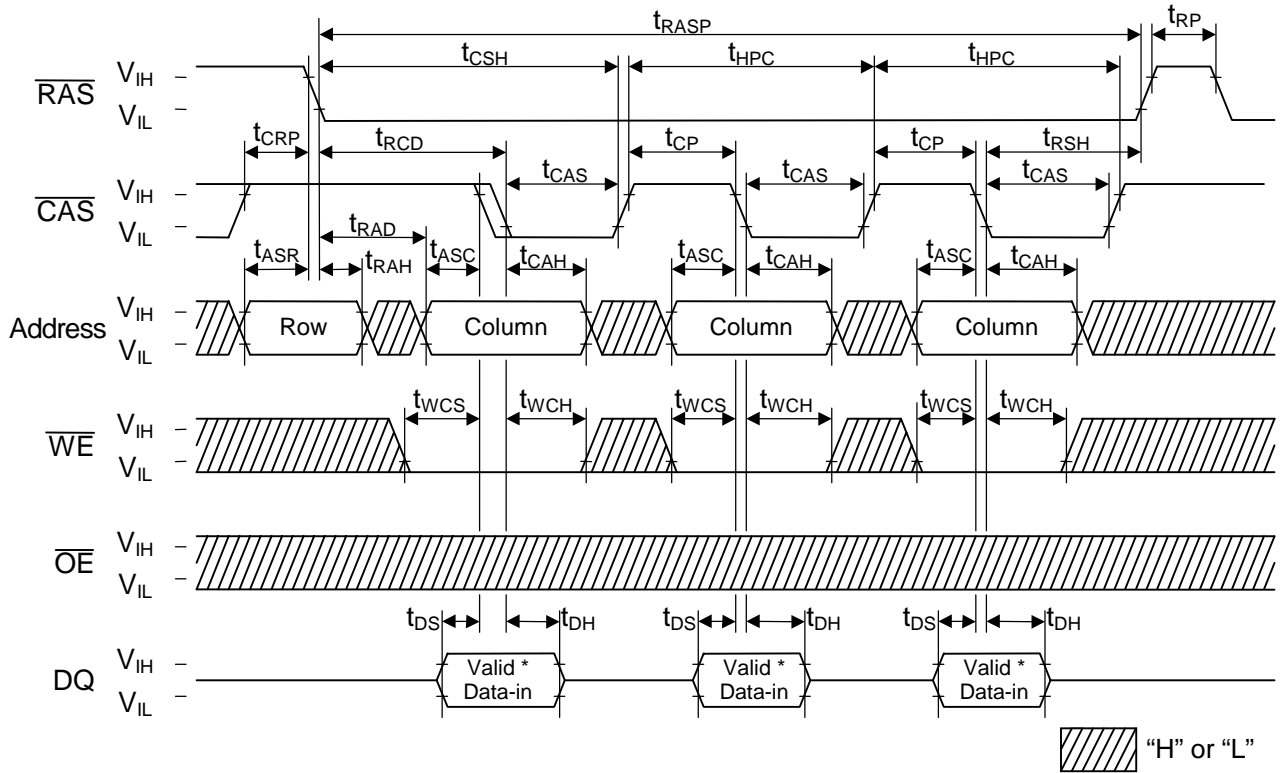 tRASP tRP
tCSH tHPC tHPC
RAS VIH
VIL
tCRP tRCD tCP tCP tRSH
tCAS tCAS tCAS
CAS VIH
VIL
tRAD
tASR tRAH tASC tCAH tASC tCAH tASC tCAH
Address VIH
VIL
Row Column Column Column
tWCS tWCH tWCS tWCH tWCS tWCH
WE VIH
VIL
OE VIH
VIL
tDS tDH tDS tDH tDS tDH
DQ VIH
VIL
Valid * Valid * Valid *
Data-in Data-in Data-in
“H” or “L”